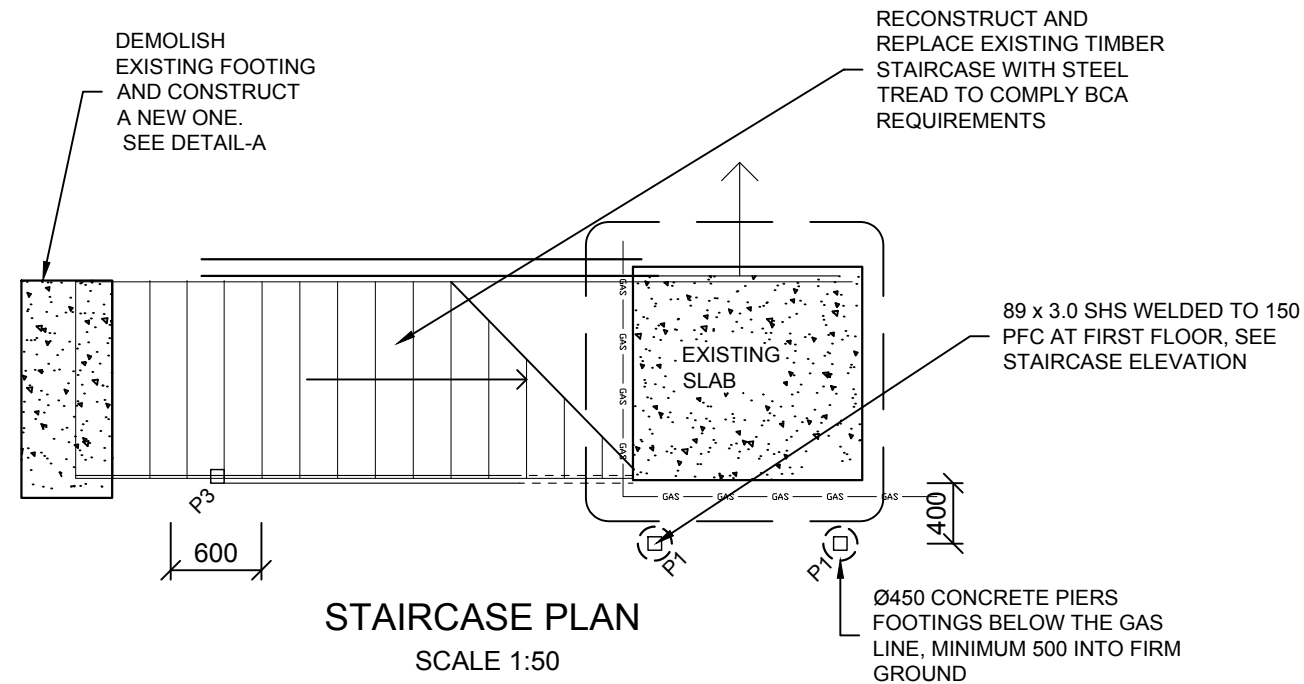 DEMOLISH
EXISTING FOOTING
AND CONSTRUCT
A NEW ONE.
SEE DETAIL-A
RECONSTRUCT AND
REPLACE EXISTING TIMBER
STAIRCASE WITH STEEL
TREAD TO COMPLY BCA
REQUIREMENTS
GAS
GAS
GAS
GAS
EXISTING
SLAB
89 x 3.0 SHS WELDED TO 150
PFC AT FIRST FLOOR, SEE
STAIRCASE ELEVATION
GAS
GAS
GAS
GAS
GAS
P3
600
P1
P1
400
Ø450 CONCRETE PIERS
FOOTINGS BELOW THE GAS
LINE, MINIMUM 500 INTO FIRM
GROUND
STAIRCASE PLAN
SCALE 1:50